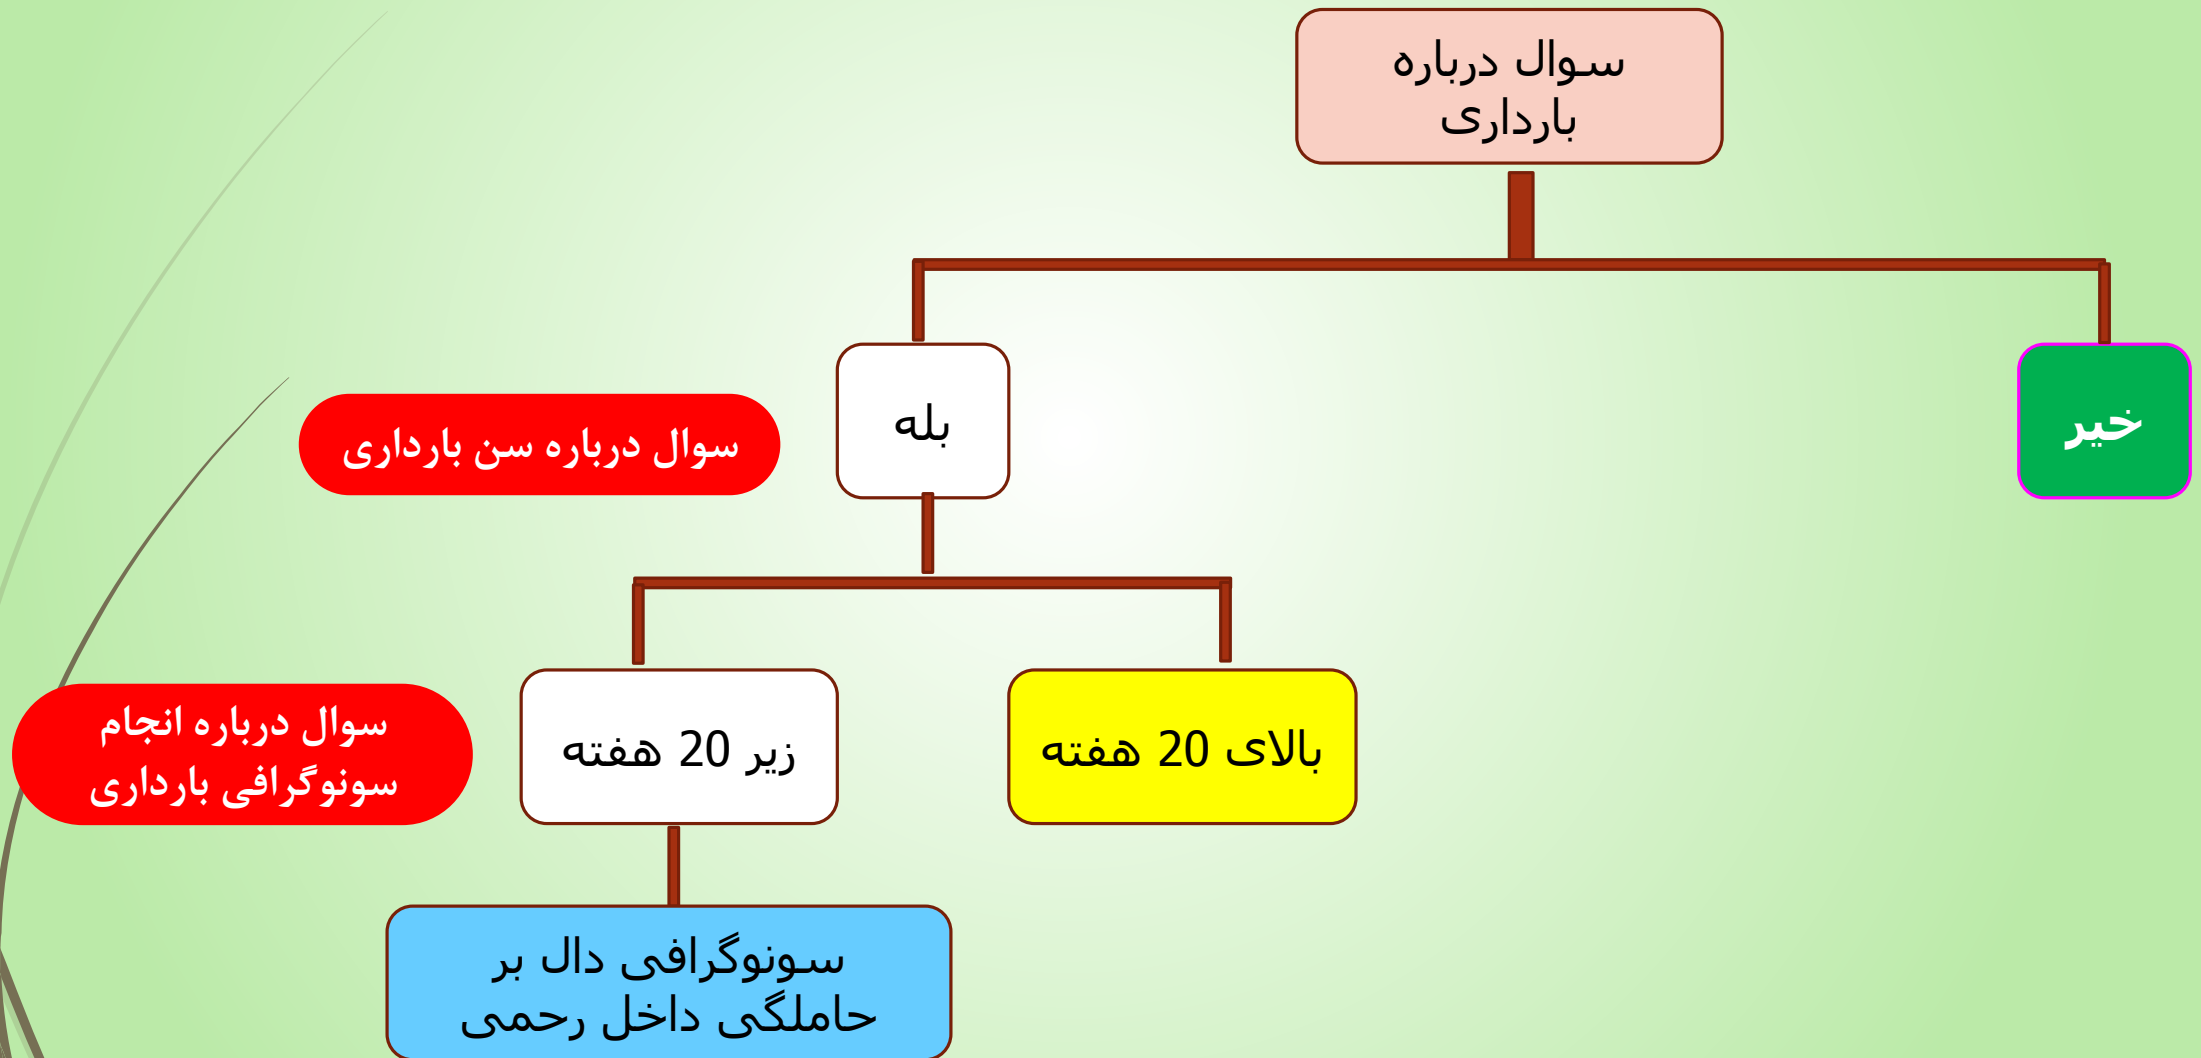 سوال درباره
بارداری
خیر
بله
سوال درباره سن بارداری
بالای 20 هفته
زیر 20 هفته
سوال درباره انجام
سونوگرافی بارداری
سونوگرافی دال بر
حاملگی داخل رحمی